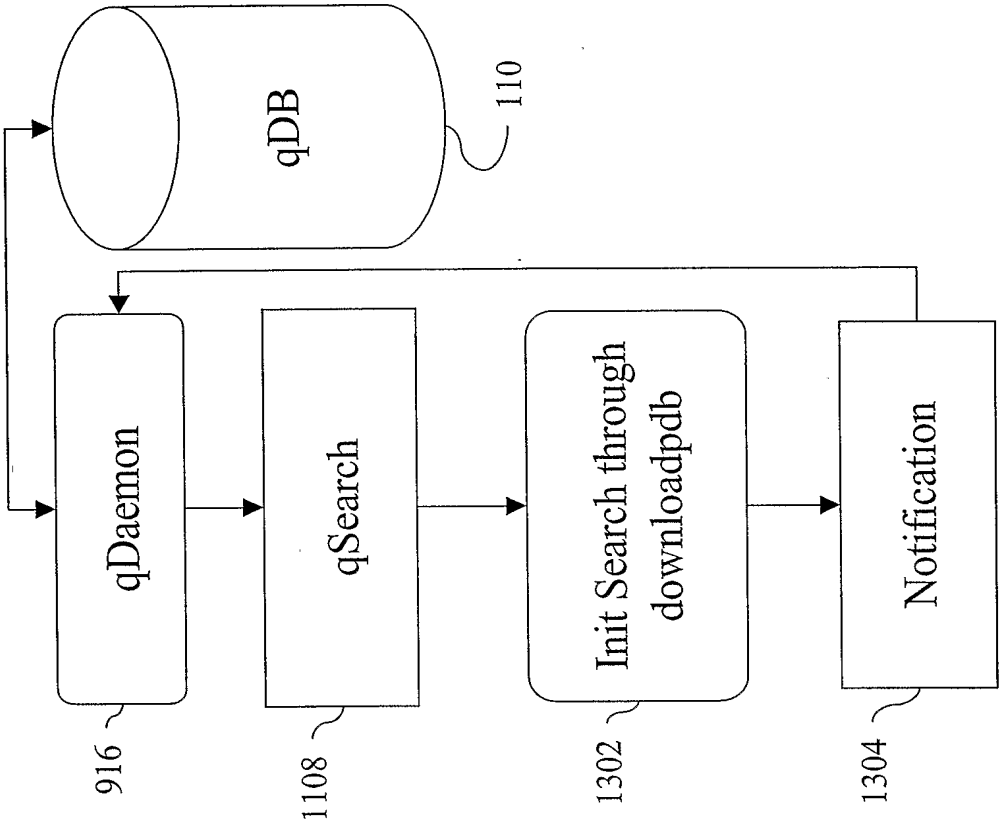 qDB
110
qDaemon
916
qSearch
1108
Init Search through
downloadpdb
1302
Notification
1304